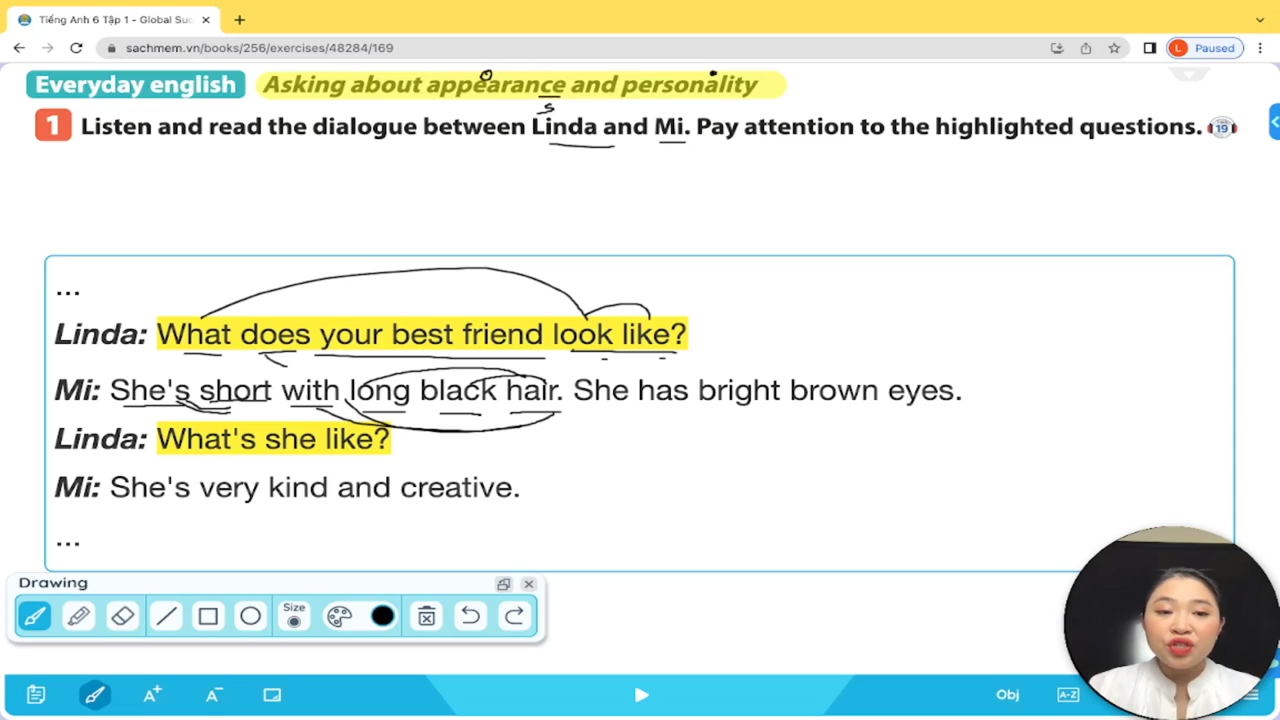 Tiếng Anh 6 Tập 1 - Global Suc
sachmem.vn/books/256/exercises/48284/169
L Paused
Everyday english Asking about appearance and personality
s
1 Listen and read the dialogue between Linda and Mi. Pay attention to the highlighted questions. 19
...
Linda: What does your best friend look like?
Mi: She's short with long black hair. She has bright brown eyes.
Linda: What's she like?
Mi: She's very kind and creative.
...
Drawing
Size
A+ A- Obj A-Z